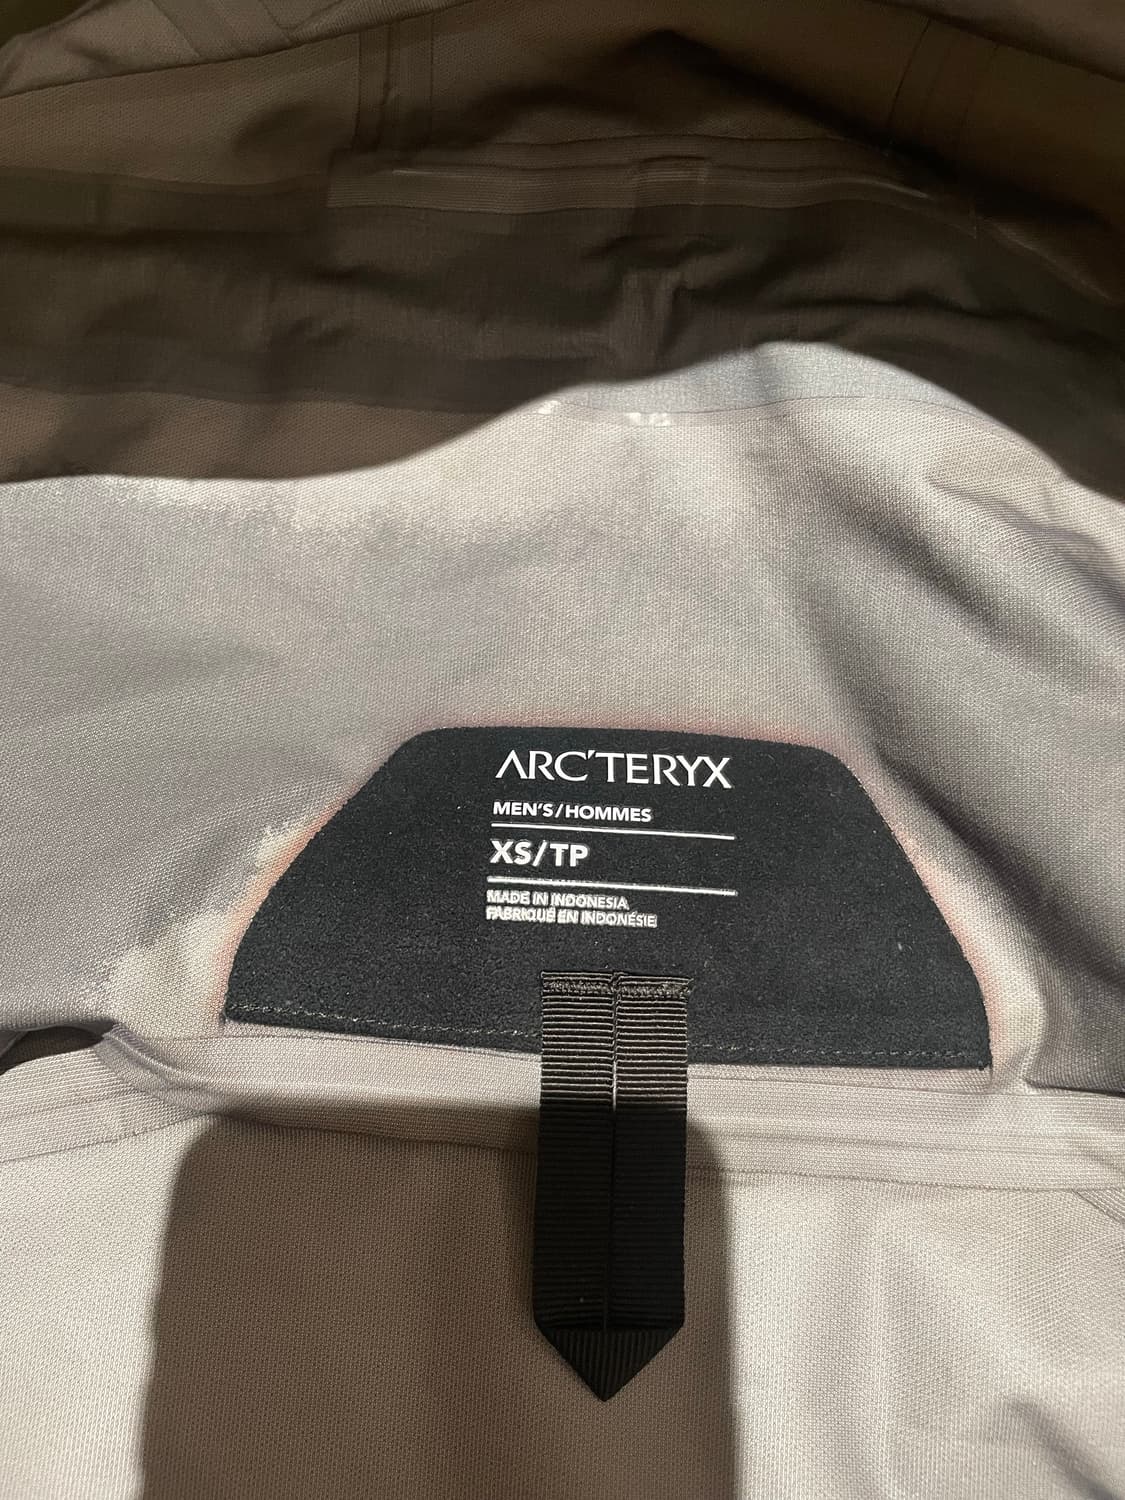 ARC'TERYX
MEN'S/HOMMES
XS/TP
MADE IN INDONESIA
FABRIQUÉ EN INDONÉSIE